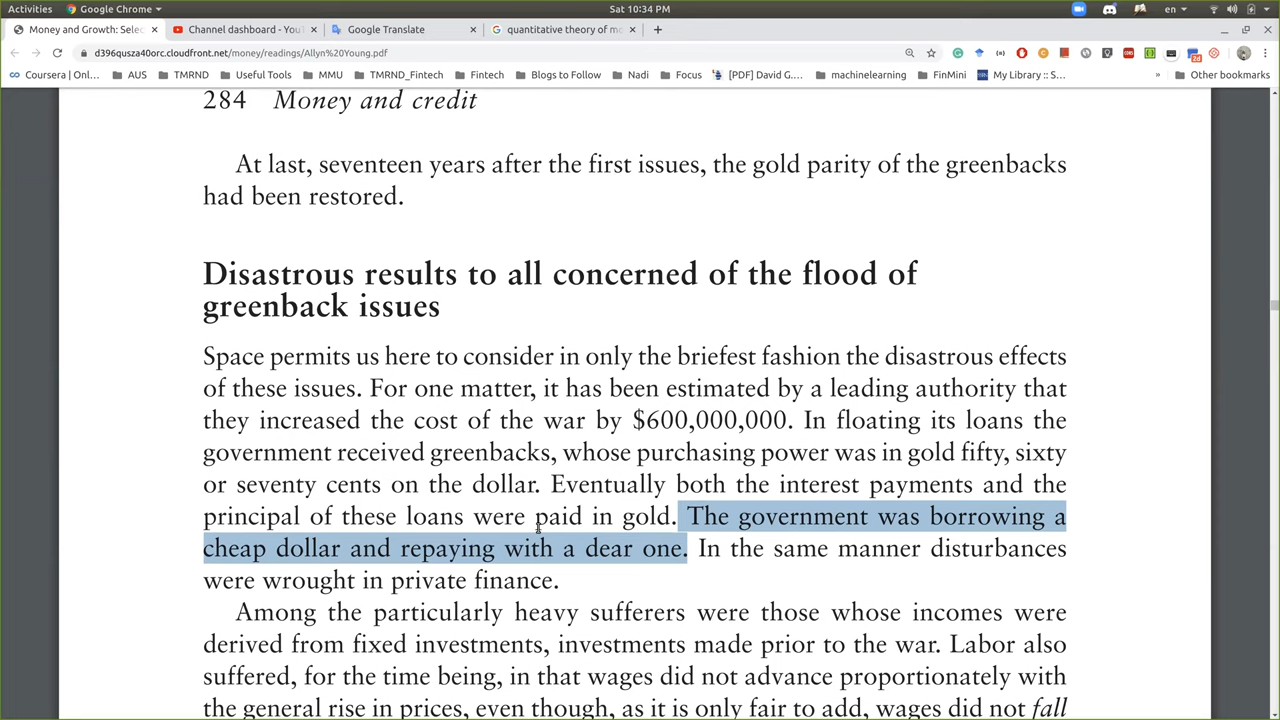 Activities
Google Chrome
Sat 10:34 PM
en
Money and Growth: Sele
Channel dashboard - YouT
Google Translate
quantitative theory of mo
d396qusza40orc.cloudfront.net/money/readings/Allyn%20Young.pdf
Coursera | Onl…
AUS
TMRND
Useful Tools
MMU
TMRND_Fintech
Fintech
Blogs to Follow
Nadi
Focus
[PDF] David G.…
machinelearning
FinMini
My Library :: S…
»
Other bookmarks
284 Money and credit
At last, seventeen years after the first issues, the gold parity of the greenbacks
had been restored.
Disastrous results to all concerned of the flood of
greenback issues
Space permits us here to consider in only the briefest fashion the disastrous effects
of these issues. For one matter, it has been estimated by a leading authority that
they increased the cost of the war by $600,000,000. In floating its loans the
government received greenbacks, whose purchasing power was in gold fifty, sixty
or seventy cents on the dollar. Eventually both the interest payments and the
principal of these loans were paid in gold. The government was borrowing a
cheap dollar and repaying with a dear one. In the same manner disturbances
were wrought in private finance.
Among the particularly heavy sufferers were those whose incomes were
derived from fixed investments, investments made prior to the war. Labor also
suffered, for the time being, in that wages did not advance proportionately with
the general rise in prices, even though, as it is only fair to add, wages did not fall